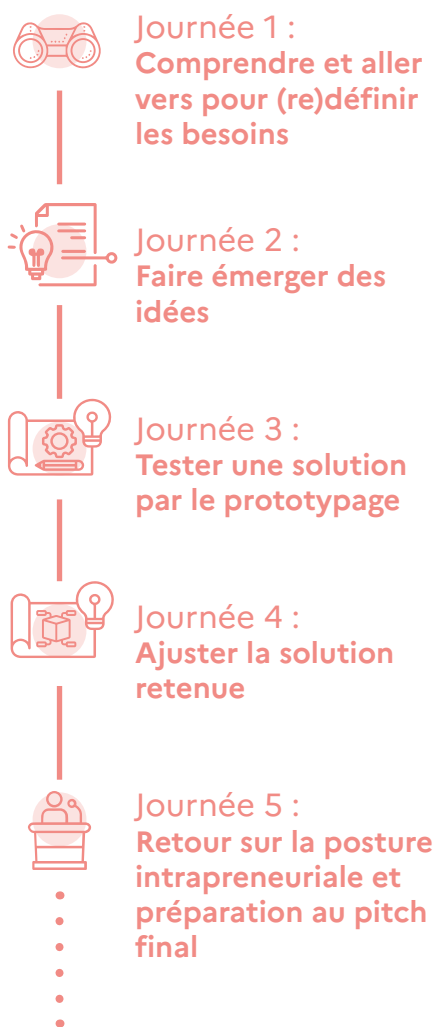 Journée 1 :
Comprendre et aller
vers pour (re)définir
les besoins
Journée 2 :
Faire émerger des
idées
Journée 3 :
Tester une solution
par le prototypage
Journée 4 :
Ajuster la solution
retenue
Journée 5 :
Retour sur la posture
intrapreneuriale et
préparation au pitch
final